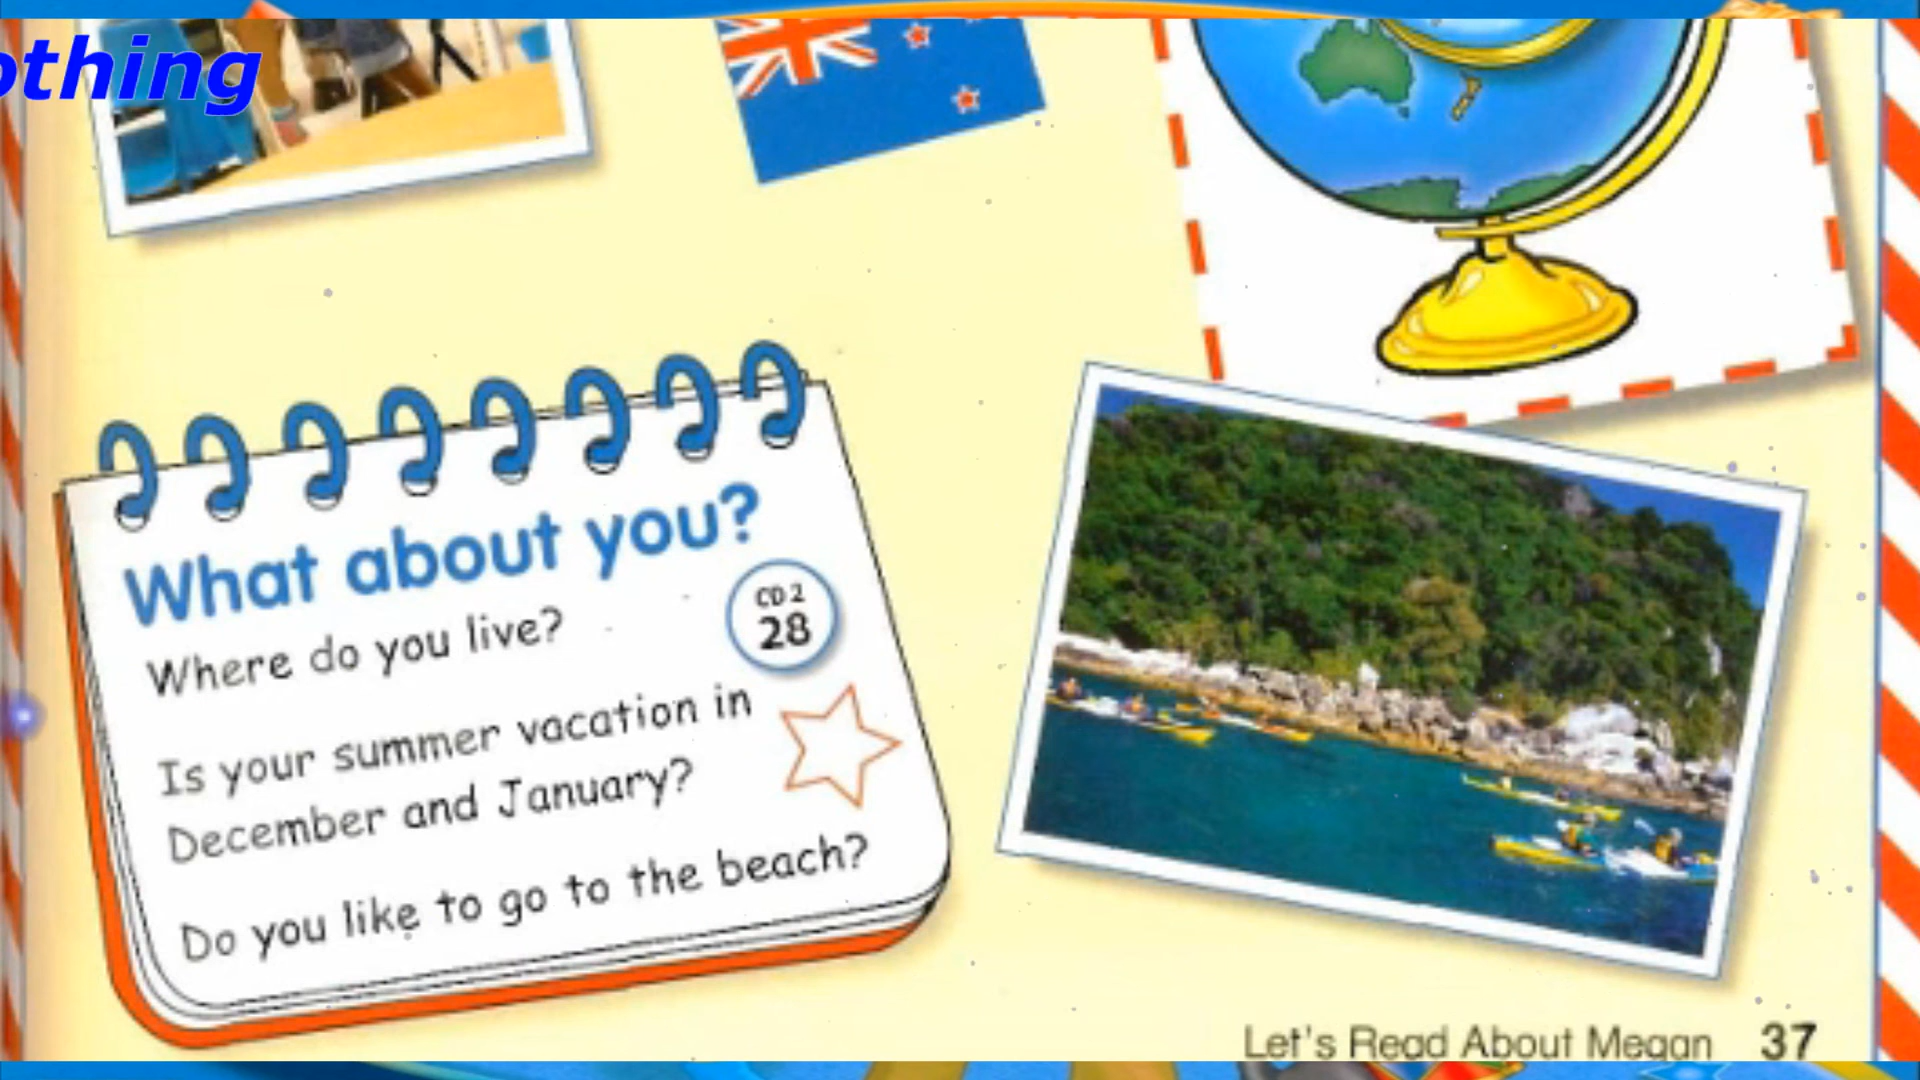 othing
What about you?
CD 2
28
Where do you live?
Is your summer vacation in
December and January?
Do you like to go to the beach?
Let's Read About Megan 37